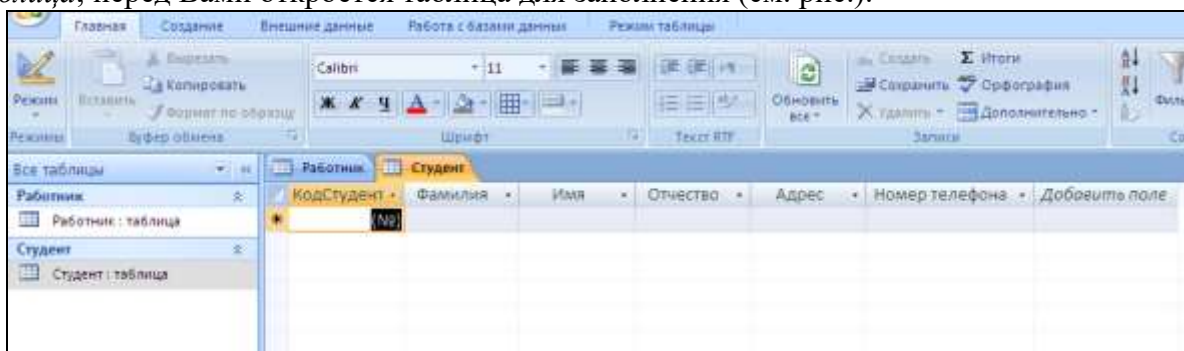 лица, перед Вами откроется таблица для заполнения (см. рис.).
Главная Создание Внешние данные Работа с базами данных Режим таблицы
Режим
Вставить
Вырезать
Копировать
Формат по образцу
Calibri 11
Ж К Ч
Обновить все
Создать Σ Итоги
Сохранить Орфография
Удалить Дополнительно
Режимы Буфер обмена Шрифт Текст RTF Записи
Все таблицы
Работник Студент
Работник
Работник : таблица
Студент
Студент : таблица
КодСтудент Фамилия Имя Отчество Адрес Номер телефона Добавить поле
(№)